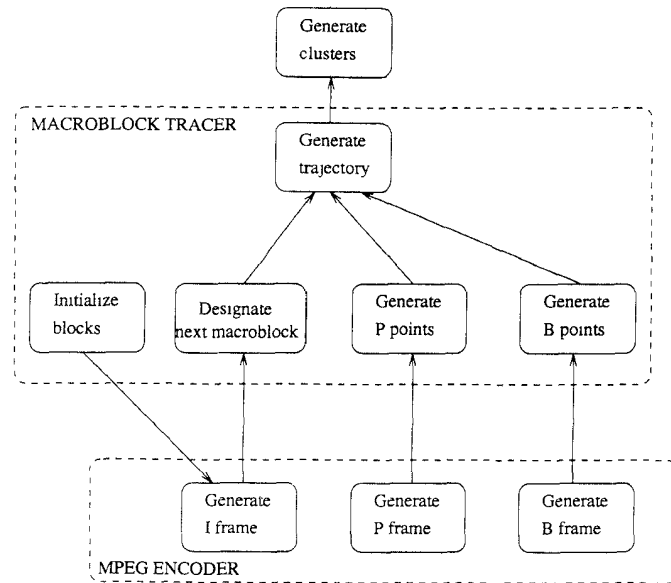 Generate
clusters
MACROBLOCK TRACER
Generate
trajectory
Initialize
blocks
Designate
next macroblock
Generate
P points
Generate
B points
Generate
I frame
Generate
P frame
Generate
B frame
MPEG ENCODER